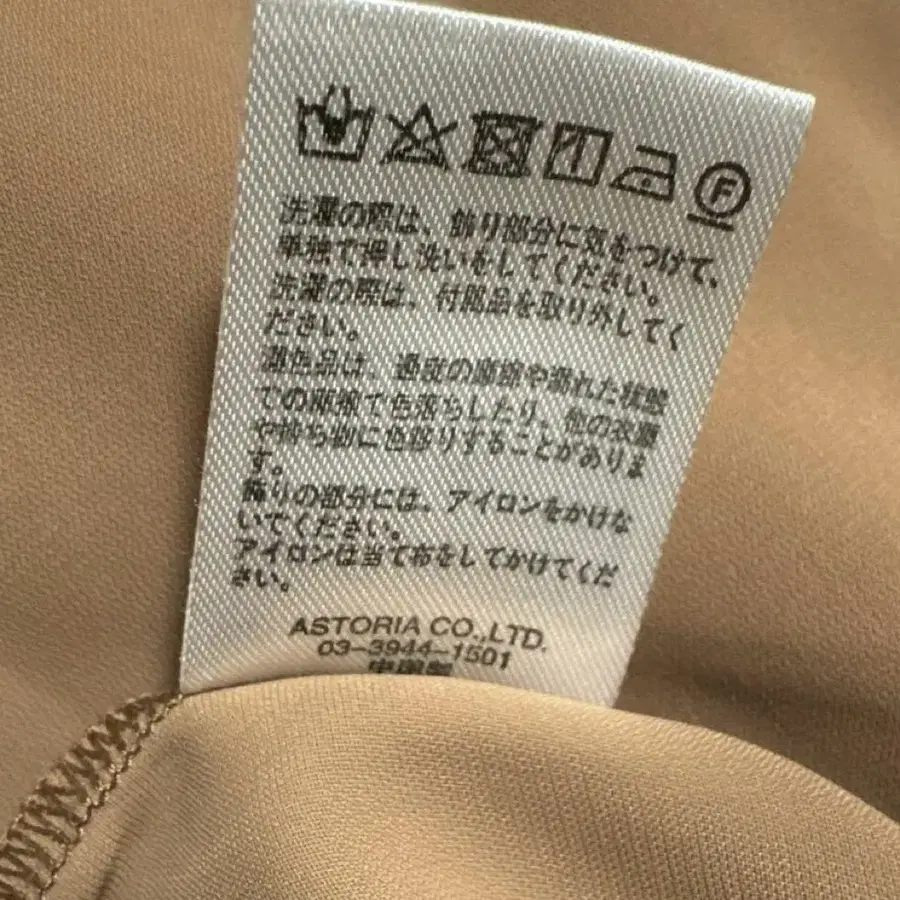 F
洗濯の際は、飾り部分に気をつけて、
単独で押し洗いをしてください。
洗濯の際は、付属品を取り外してく
ださい。
濃色品は、過度の摩擦や濡れた状態
での摩擦で色落ちしたり、他の衣類
や持ち物に色移りすることがありま
す。
飾りの部分には、アイロンをかけな
いでください。
アイロンは当て布をしてかけてくだ
さい。
ASTORIA CO.,LTD.
03-3944-1501
中国製